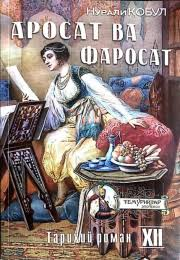 Нурали ҚОБУЛ
АРОСАТ ВА
ФАРОСАТ
ТЕМУРИЙЛАР
Тарихий роман
XII